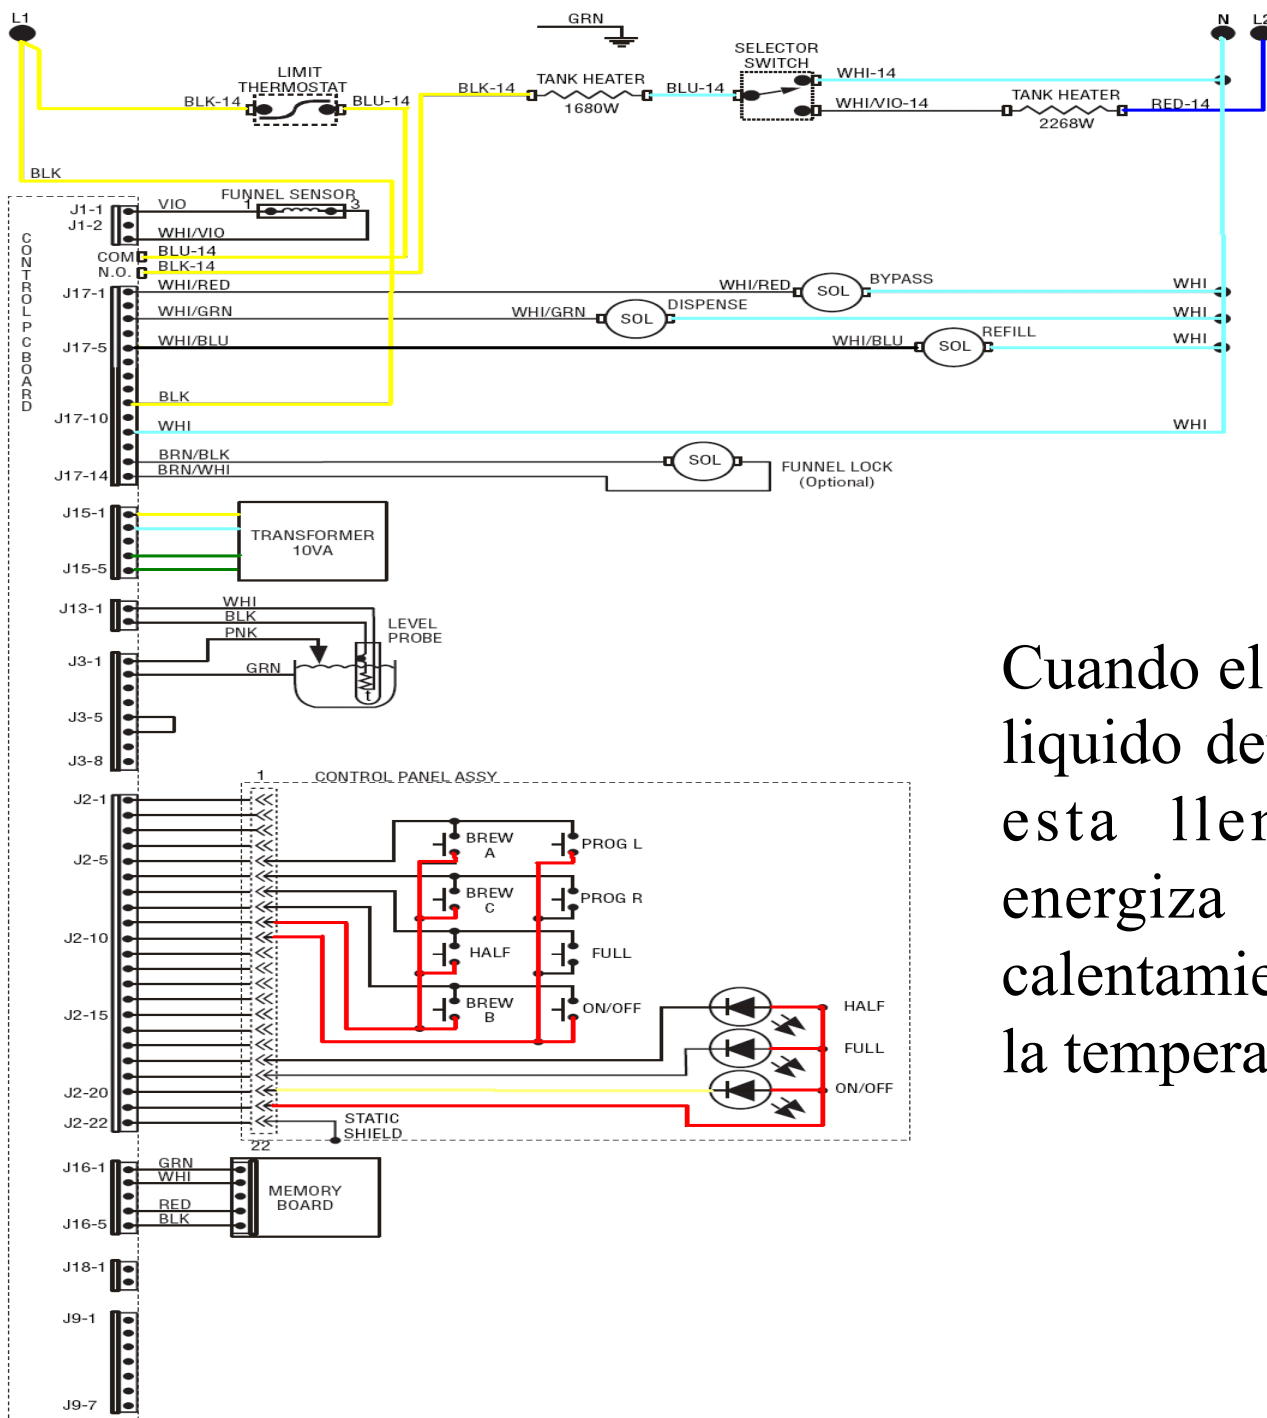 L1
GRN
N
L2
SELECTOR
SWITCH
LIMIT
THERMOSTAT
BLK-14
BLU-14
BLK-14
TANK HEATER
1680W
BLU-14
WHI-14
WHI/VIO-14
TANK HEATER
2268W
RED-14
BLK
CONTROL PC BOARD
J1-1
J1-2
VIO
WHI/VIO
1
FUNNEL SENSOR
3
COM
N.O.
BLU-14
BLK-14
J17-1
WHI/RED
WHI/RED
SOL
BYPASS
WHI
WHI/GRN
WHI/GRN
SOL
DISPENSE
WHI
J17-5
WHI/BLU
WHI/BLU
SOL
REFILL
WHI
BLK
J17-10
WHI
WHI
BRN/BLK
SOL
FUNNEL LOCK
(Optional)
J17-14
BRN/WHI
J15-1
J15-5
TRANSFORMER
10VA
J13-1
WHI
BLK
PNK
GRN
LEVEL
PROBE
t
J3-1
J3-5
J3-8
Cuando el
liquido de
esta ller
energiza
calentamie
la tempera
1
CONTROL PANEL ASSY
J2-1
J2-5
J2-10
J2-15
J2-20
J2-22
BREW
A
PROG L
BREW
C
PROG R
HALF
FULL
BREW
B
ON/OFF
HALF
FULL
ON/OFF
STATIC
SHIELD
22
J16-1
GRN
WHI
RED
J16-5
BLK
MEMORY
BOARD
J18-1
J9-1
J9-7